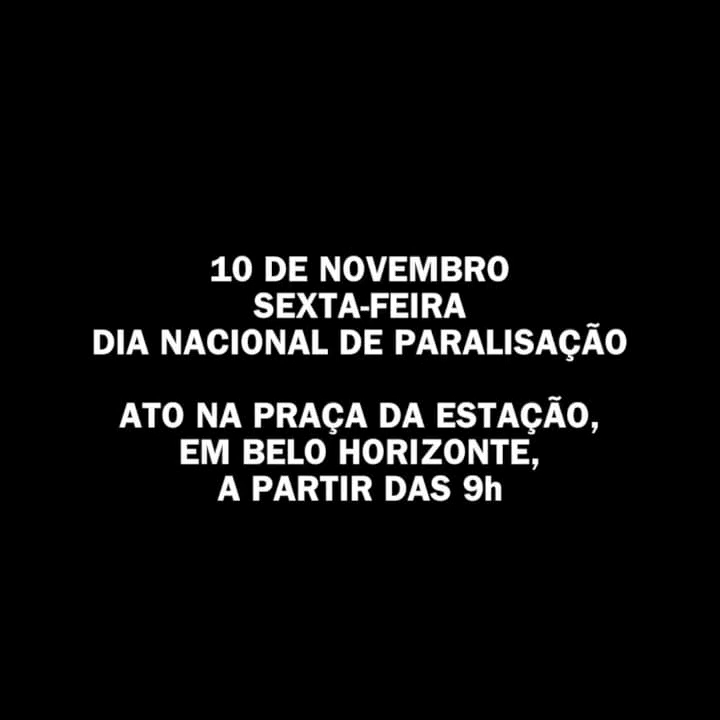 10 DE NOVEMBRO
SEXTA-FEIRA
DIA NACIONAL DE PARALISAÇÃO
ATO NA PRAÇA DA ESTAÇÃO,
EM BELO HORIZONTE,
A PARTIR DAS 9h